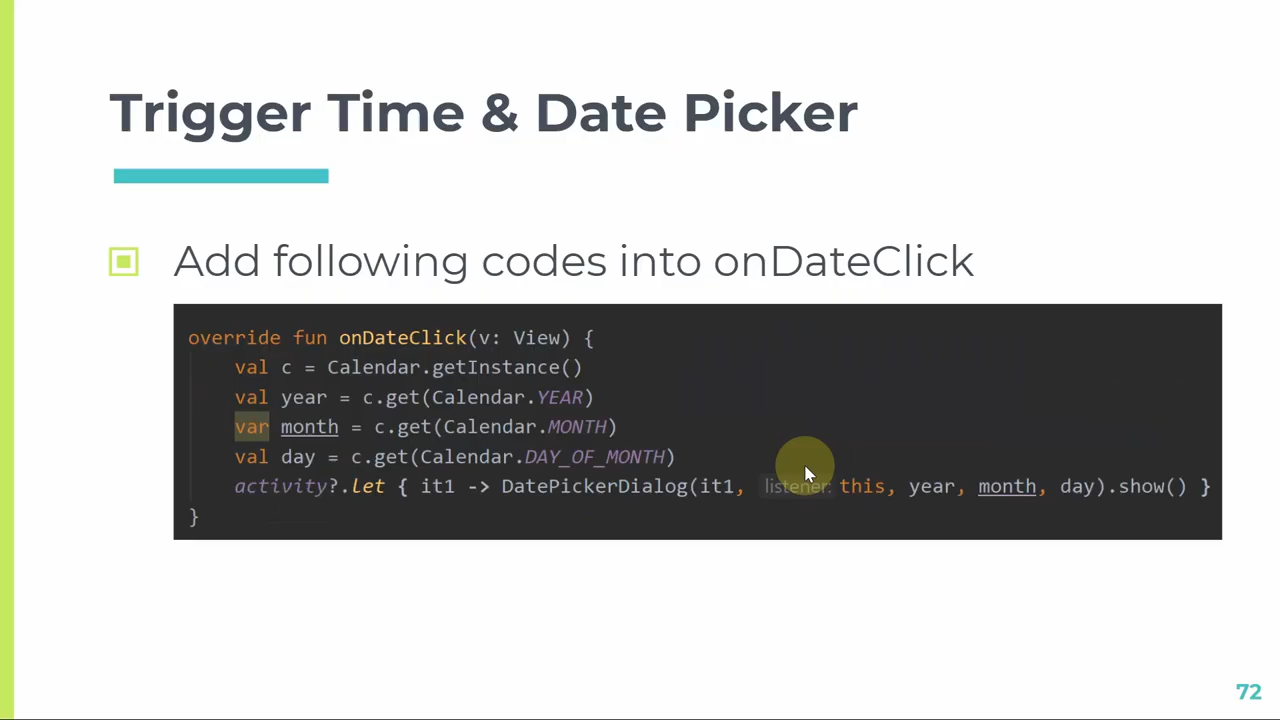 Trigger Time & Date Picker
Add following codes into onDateClick
override fun onDateClick(v: View) {
val c = Calendar.getInstance()
val year = c.get(Calendar.YEAR)
var month = c.get(Calendar.MONTH)
val day = c.get(Calendar.DAY_OF_MONTH)
activity?.let { it1 -> DatePickerDialog(it1, listener: this, year, month, day).show() }
}
72